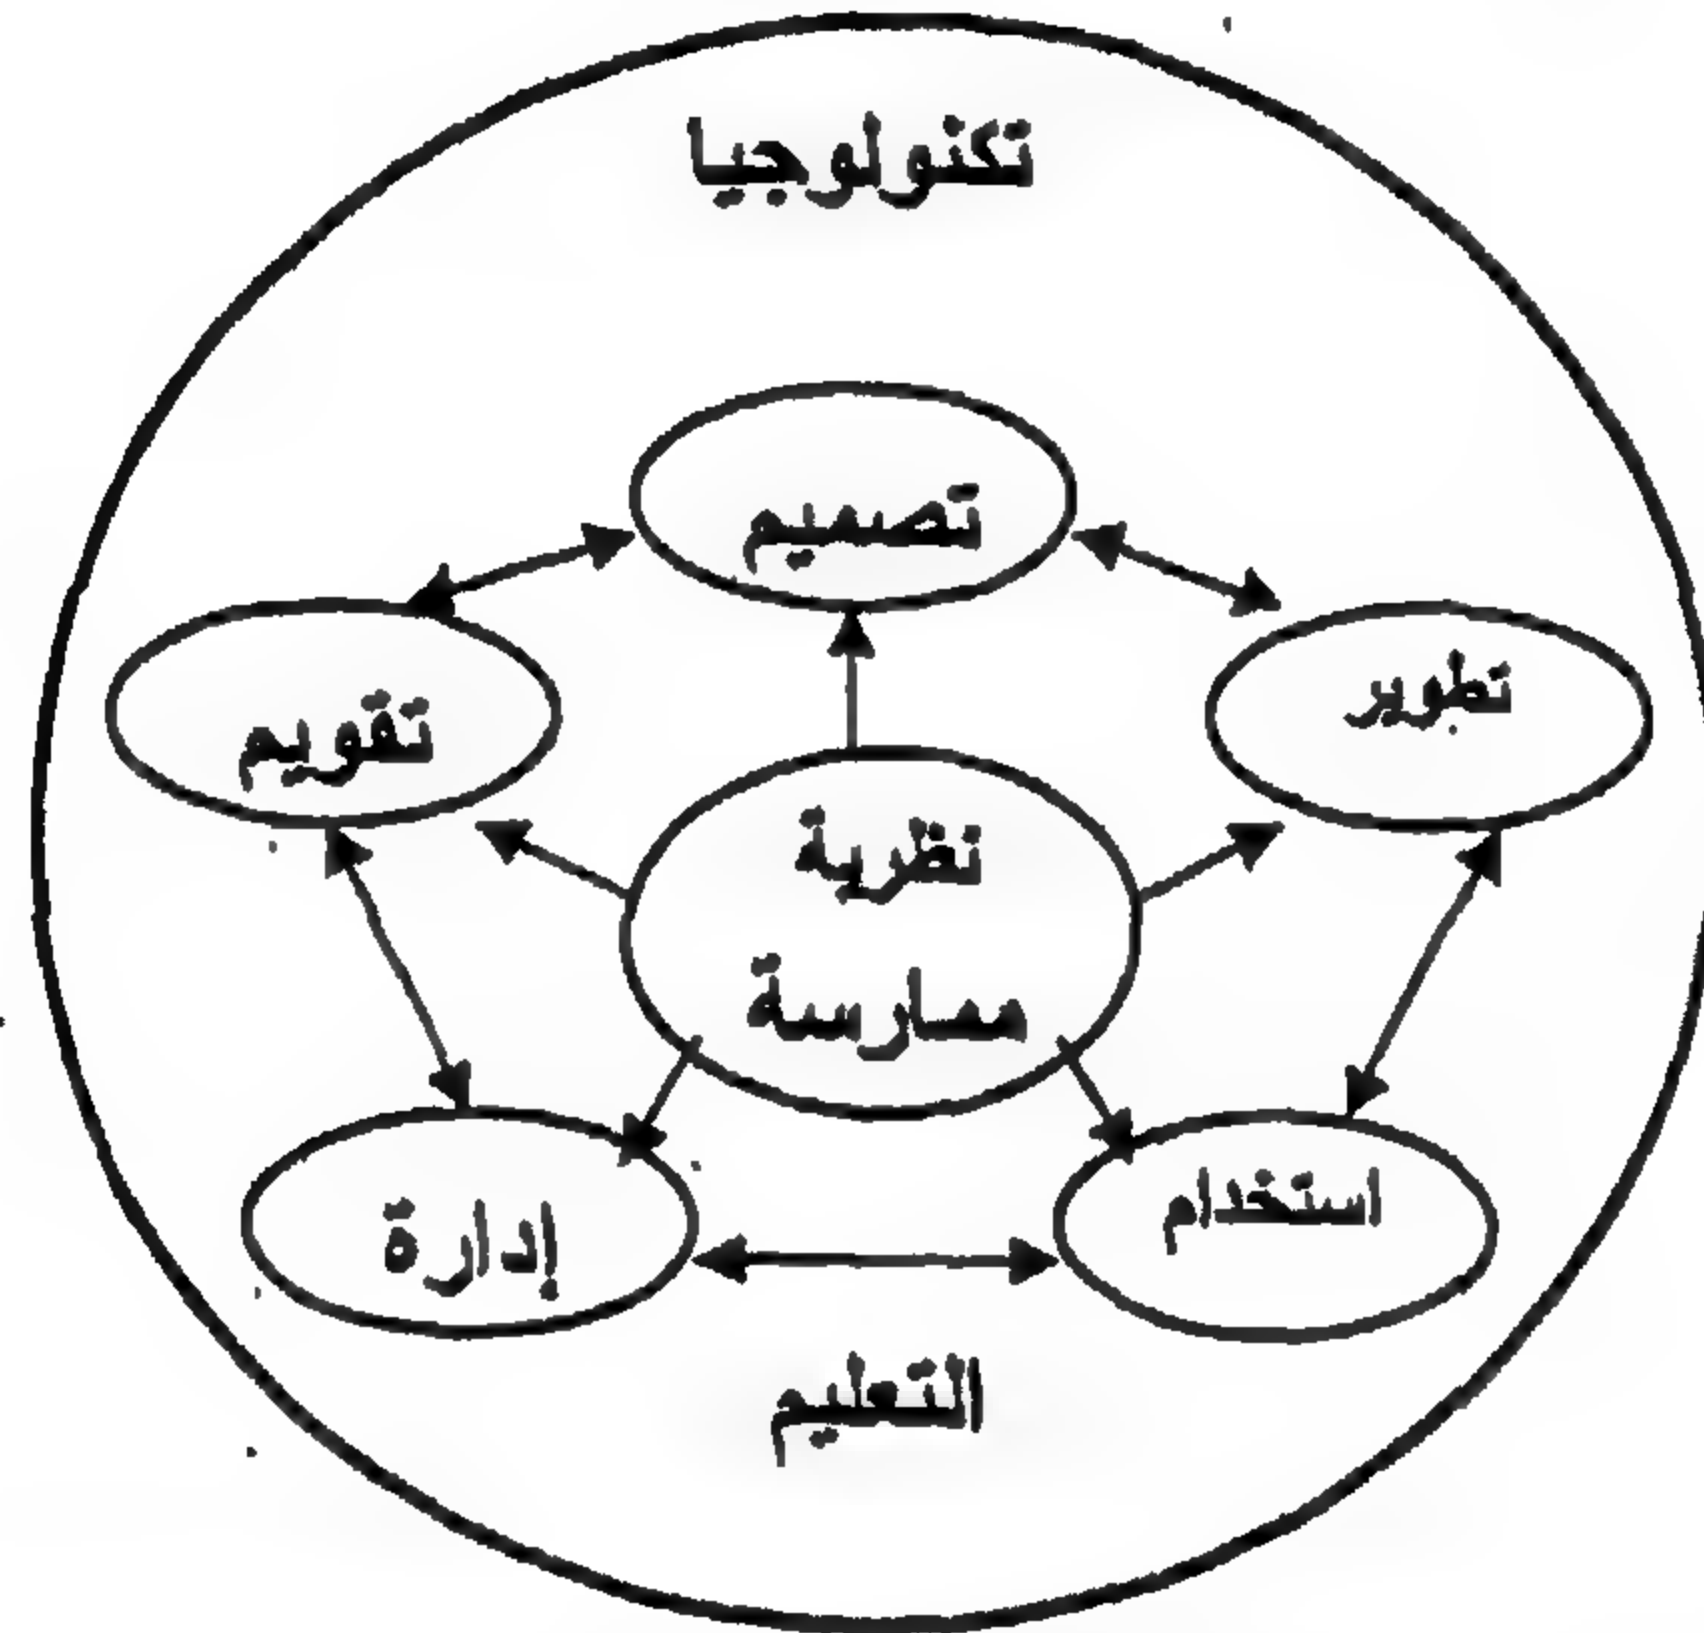 تكنولوجيا
تصميم
تطوير
تقويم
نظرية
ممارسة
استخدام
إدارة
التعليم